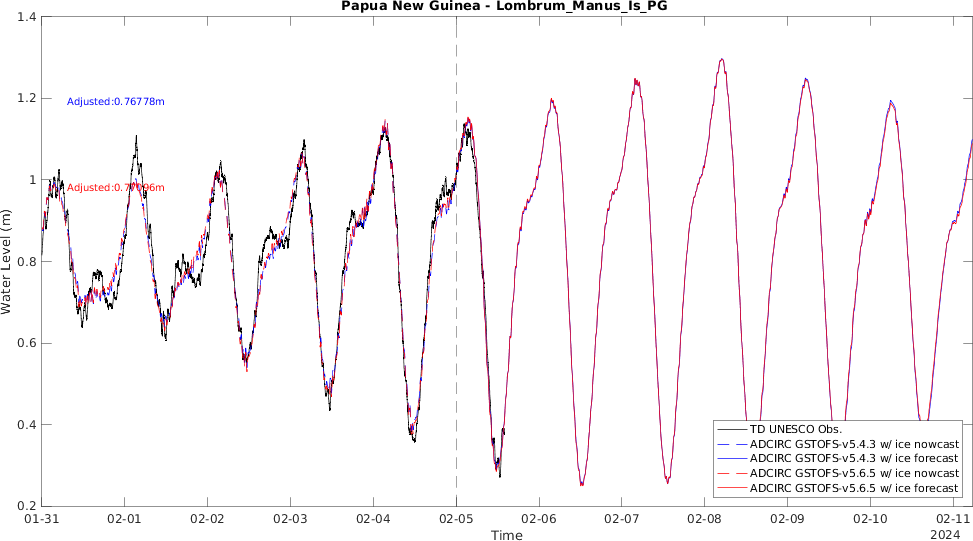 Papua New Guinea - Lombrum_Manus_Is_PG
1.4
1.2
1
0.8
0.6
0.4
0.2
Water Level (m)
Adjusted:0.76778m
TD UNESCO Obs.
ADCIRC GSTOFS-v5.4.3 w/ ice nowcast
ADCIRC GSTOFS-v5.4.3 w/ ice forecast
ADCIRC GSTOFS-v5.6.5 w/ ice nowcast
ADCIRC GSTOFS-v5.6.5 w/ ice forecast
01-31 02-01 02-02 02-03 02-04 02-05 02-06 02-07 02-08 02-09 02-10 02-11
Time
2024